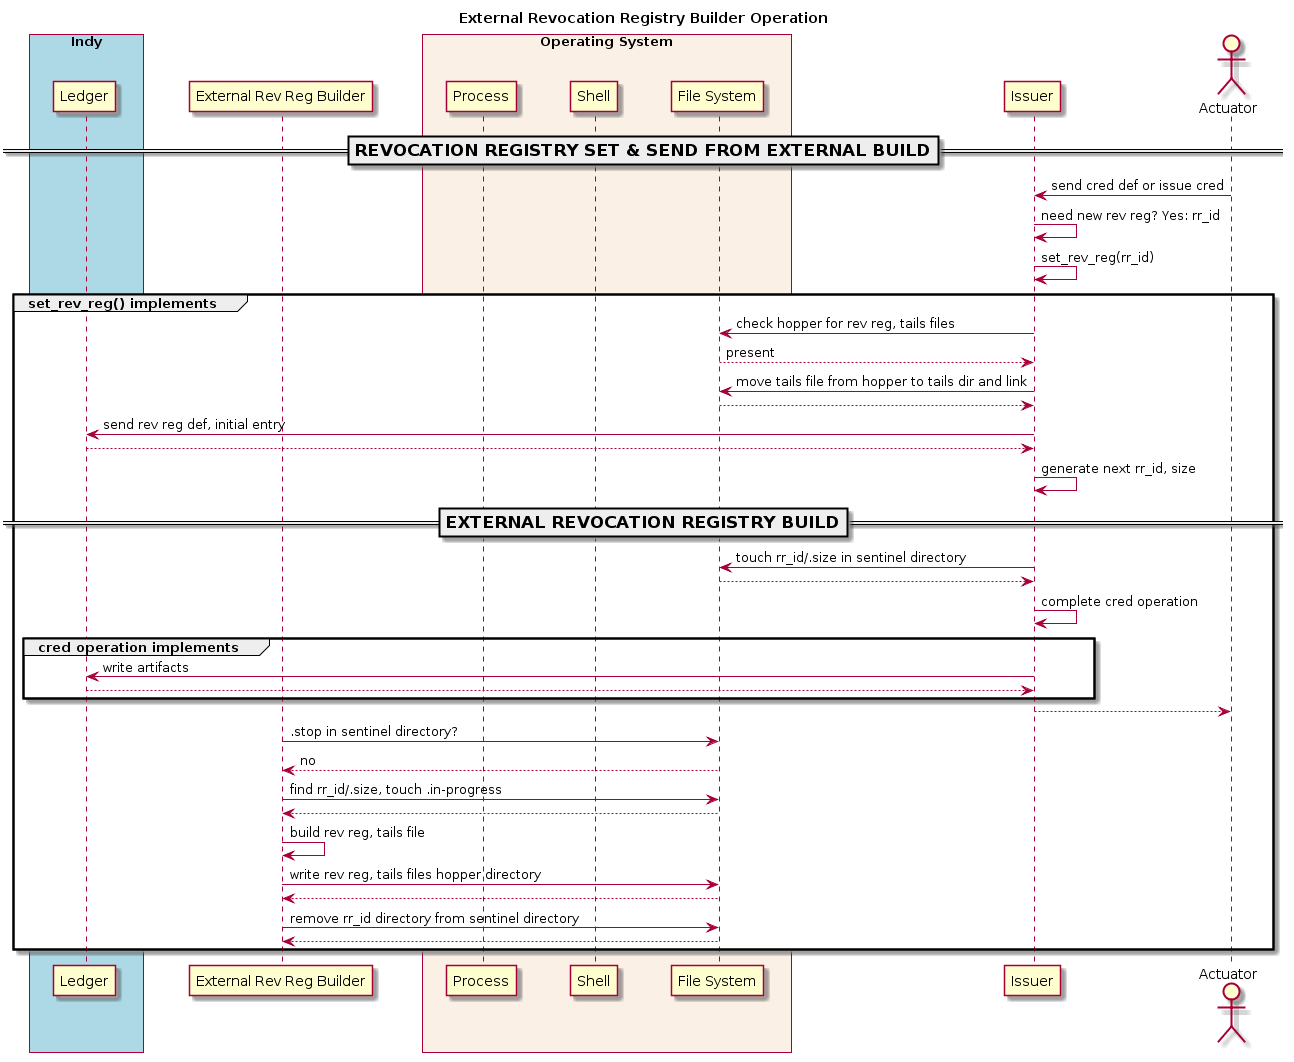 External Revocation Registry Builder Operation
Indy
Operating System
Ledger
External Rev Reg Builder
Process
Shell
File System
Issuer
Actuator
REVOCATION REGISTRY SET & SEND FROM EXTERNAL BUILD
send cred def or issue cred
need new rev reg? Yes: rr_id
set_rev_reg(rr_id)
set_rev_reg() implements
check hopper for rev reg, tails files
present
move tails file from hopper to tails dir and link
send rev reg def, initial entry
generate next rr_id, size
EXTERNAL REVOCATION REGISTRY BUILD
touch rr_id/.size in sentinel directory
complete cred operation
cred operation implements
write artifacts
.stop in sentinel directory?
no
find rr_id/.size, touch .in-progress
build rev reg, tails file
write rev reg, tails files hopper directory
remove rr_id directory from sentinel directory
Ledger
External Rev Reg Builder
Process
Shell
File System
Issuer
Actuator